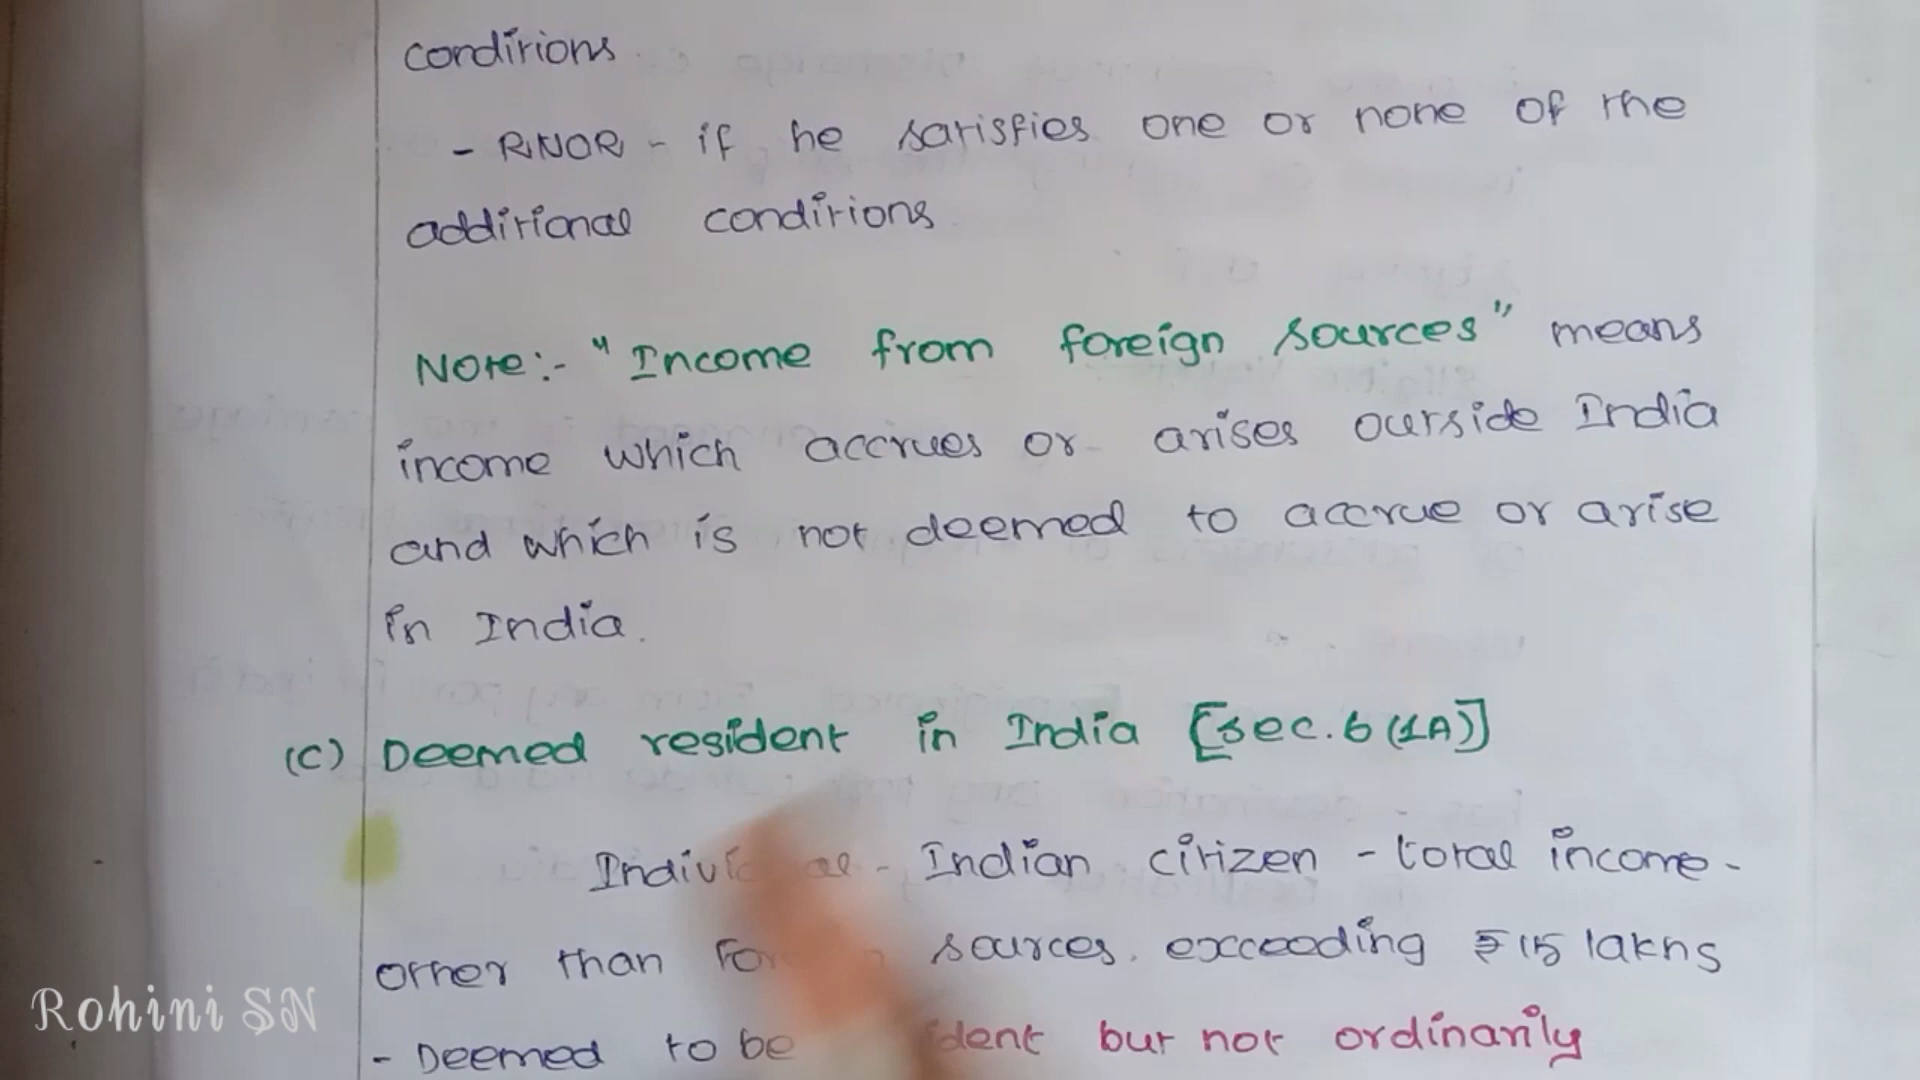 conditions
- RNOR - if he satisfies one or none of the
additional conditions
Note:- "Income from foreign sources" means
income which accrues or arises outside India
and which is not deemed to accrue or arise
in India.
(C) Deemed resident in India [sec. 6 (1A)]
Indian citizen - total income -
other than sources. exceeding ₹ 15 lakhs
- Deemed to be but not ordinarily
Rohini SN